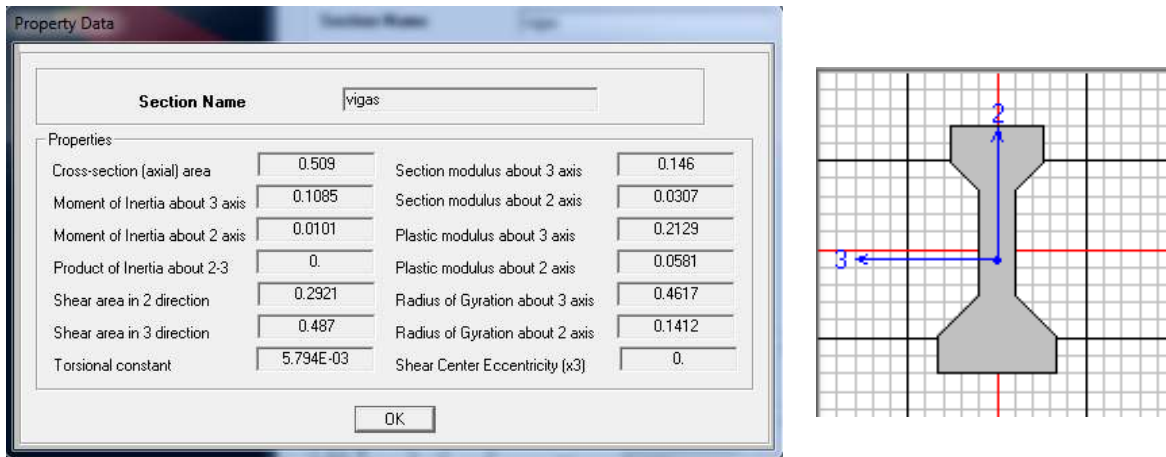 Property Data
Section Name
Section Name vigas
Properties
Cross-section (axial) area 0.509 Section modulus about 3 axis 0.146
Moment of Inertia about 3 axis 0.1085 Section modulus about 2 axis 0.0307
Moment of Inertia about 2 axis 0.0101 Plastic modulus about 3 axis 0.2129
Product of Inertia about 2-3 0. Plastic modulus about 2 axis 0.0581
Shear area in 2 direction 0.2921 Radius of Gyration about 3 axis 0.4617
Shear area in 3 direction 0.487 Radius of Gyration about 2 axis 0.1412
Torsional constant 5.794E-03 Shear Center Eccentricity (x3) 0.
OK
2
3